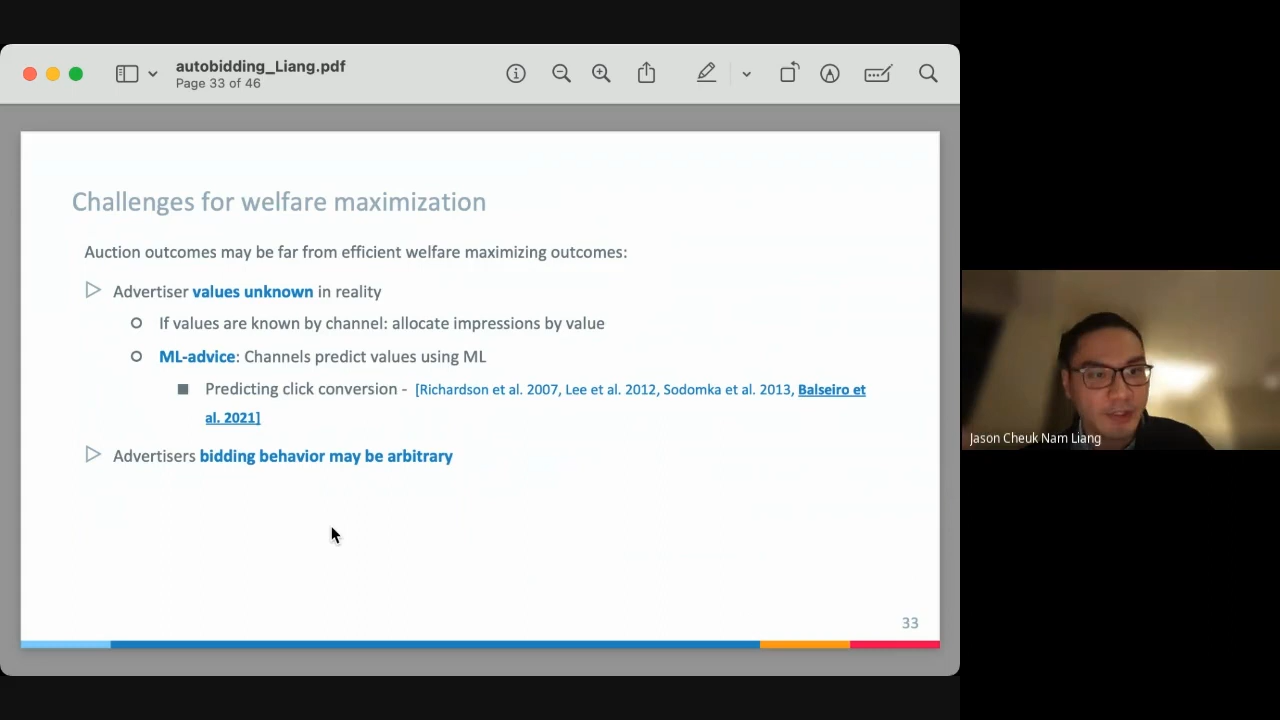 autobidding_Liang.pdf
Page 33 of 46
Challenges for welfare maximization
Auction outcomes may be far from efficient welfare maximizing outcomes:
Advertiser values unknown in reality
If values are known by channel: allocate impressions by value
ML-advice: Channels predict values using ML
Predicting click conversion - [Richardson et al. 2007, Lee et al. 2012, Sodomka et al. 2013, Balseiro et
al. 2021]
Advertisers bidding behavior may be arbitrary
33
Jason Cheuk Nam Liang